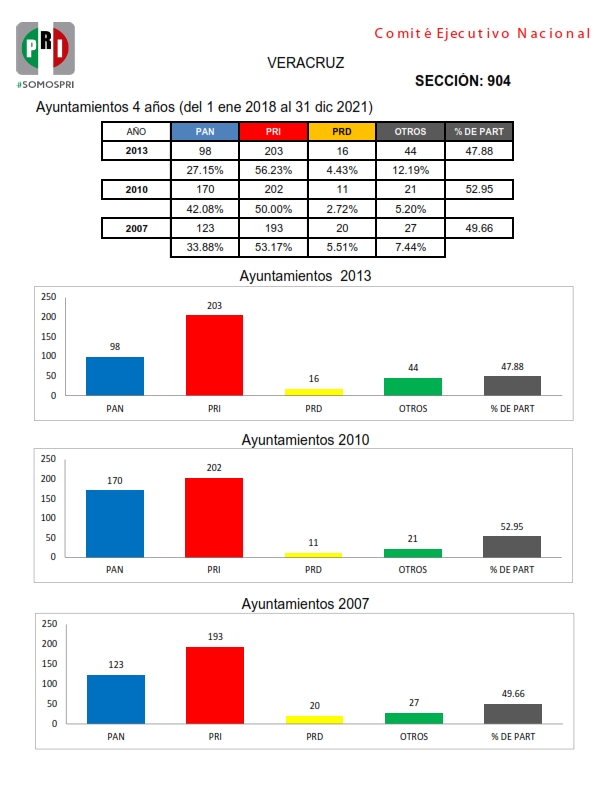 Comité Ejecutivo Nacional
PRI
#SOMOSPRI
VERACRUZ
SECCIÓN: 904
Ayuntamientos 4 años (del 1 ene 2018 al 31 dic 2021)
AÑO PAN PRI PRD OTROS % DE PART
2013 98 203 16 44 47.88
27.15% 56.23% 4.43% 12.19%
2010 170 202 11 21 52.95
42.08% 50.00% 2.72% 5.20%
2007 123 193 20 27 49.66
33.88% 53.17% 5.51% 7.44%
Ayuntamientos 2013
250
200
150
100
50
0
98 203 16 44 47.88
PAN PRI PRD OTROS % DE PART
Ayuntamientos 2010
250
200
150
100
50
0
170 202 11 21 52.95
PAN PRI PRD OTROS % DE PART
Ayuntamientos 2007
250
200
150
100
50
0
123 193 20 27 49.66
PAN PRI PRD OTROS % DE PART